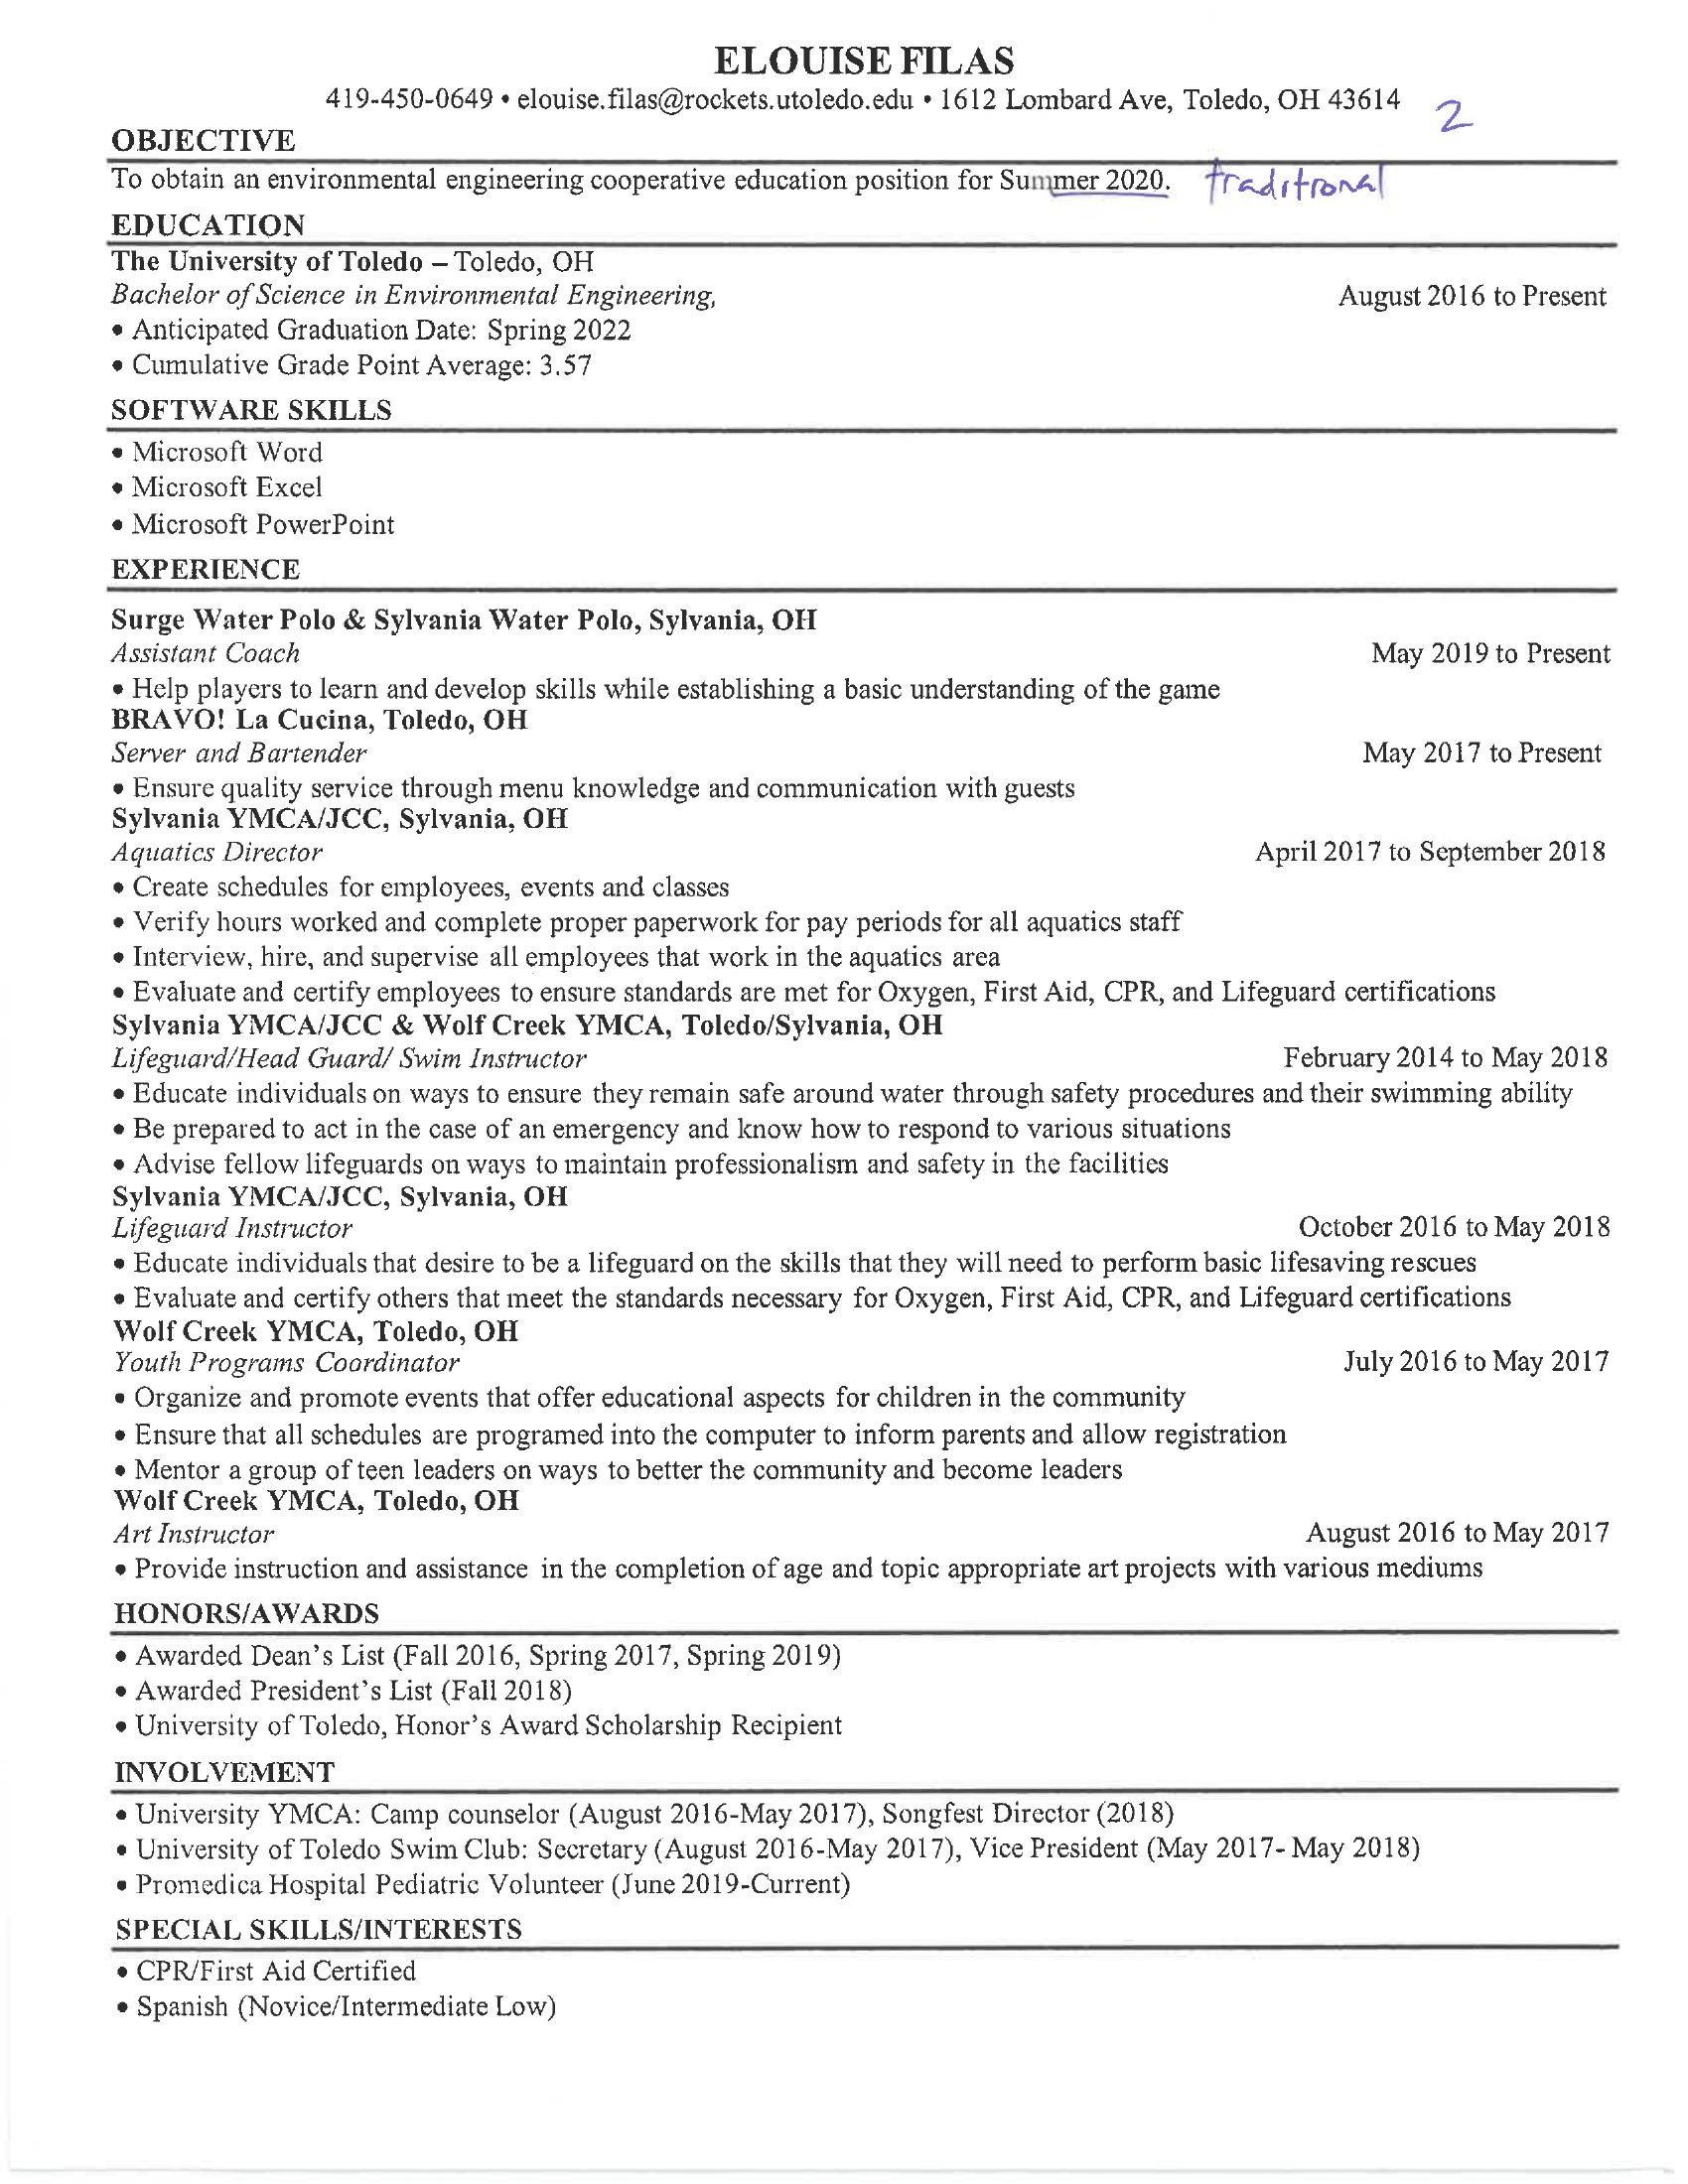 ELOUISE FILAS
419-450-0649 • elouise.filas@rockets.utoledo.edu • 1612 Lombard Ave, Toledo, OH 43614 2
OBJECTIVE
To obtain an environmental engineering cooperative education position for Summer 2020. traditional
EDUCATION
The University of Toledo – Toledo, OH
Bachelor of Science in Environmental Engineering, August 2016 to Present
• Anticipated Graduation Date: Spring 2022
• Cumulative Grade Point Average: 3.57
SOFTWARE SKILLS
• Microsoft Word
• Microsoft Excel
• Microsoft PowerPoint
EXPERIENCE
Surge Water Polo & Sylvania Water Polo, Sylvania, OH
Assistant Coach May 2019 to Present
• Help players to learn and develop skills while establishing a basic understanding of the game
BRAVO! La Cucina, Toledo, OH
Server and Bartender May 2017 to Present
• Ensure quality service through menu knowledge and communication with guests
Sylvania YMCA/JCC, Sylvania, OH
Aquatics Director April 2017 to September 2018
• Create schedules for employees, events and classes
• Verify hours worked and complete proper paperwork for pay periods for all aquatics staff
• Interview, hire, and supervise all employees that work in the aquatics area
• Evaluate and certify employees to ensure standards are met for Oxygen, First Aid, CPR, and Lifeguard certifications
Sylvania YMCA/JCC & Wolf Creek YMCA, Toledo/Sylvania, OH
Lifeguard/Head Guard/ Swim Instructor February 2014 to May 2018
• Educate individuals on ways to ensure they remain safe around water through safety procedures and their swimming ability
• Be prepared to act in the case of an emergency and know how to respond to various situations
• Advise fellow lifeguards on ways to maintain professionalism and safety in the facilities
Sylvania YMCA/JCC, Sylvania, OH
Lifeguard Instructor October 2016 to May 2018
• Educate individuals that desire to be a lifeguard on the skills that they will need to perform basic lifesaving rescues
• Evaluate and certify others that meet the standards necessary for Oxygen, First Aid, CPR, and Lifeguard certifications
Wolf Creek YMCA, Toledo, OH
Youth Programs Coordinator July 2016 to May 2017
• Organize and promote events that offer educational aspects for children in the community
• Ensure that all schedules are programed into the computer to inform parents and allow registration
• Mentor a group of teen leaders on ways to better the community and become leaders
Wolf Creek YMCA, Toledo, OH
Art Instructor August 2016 to May 2017
• Provide instruction and assistance in the completion of age and topic appropriate art projects with various mediums
HONORS/AWARDS
• Awarded Dean's List (Fall 2016, Spring 2017, Spring 2019)
• Awarded President's List (Fall 2018)
• University of Toledo, Honor's Award Scholarship Recipient
INVOLVEMENT
• University YMCA: Camp counselor (August 2016-May 2017), Songfest Director (2018)
• University of Toledo Swim Club: Secretary (August 2016-May 2017), Vice President (May 2017- May 2018)
• Promedica Hospital Pediatric Volunteer (June 2019-Current)
SPECIAL SKILLS/INTERESTS
• CPR/First Aid Certified
• Spanish (Novice/Intermediate Low)